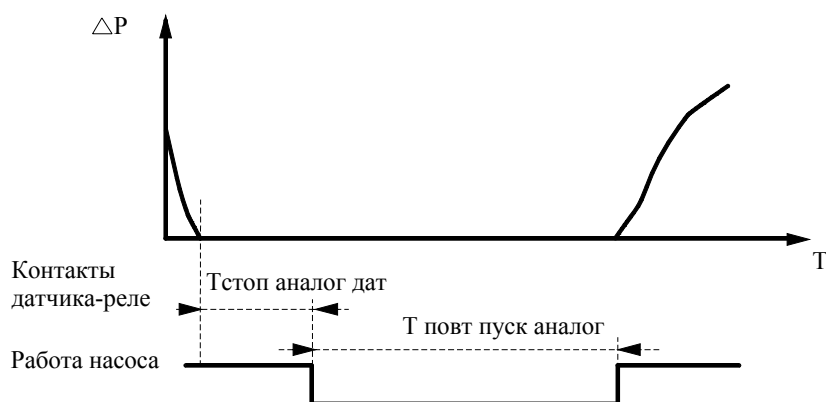 △P
T
Контакты
датчика-реле
Тстоп аналог дат
Т повт пуск аналог
Работа насоса